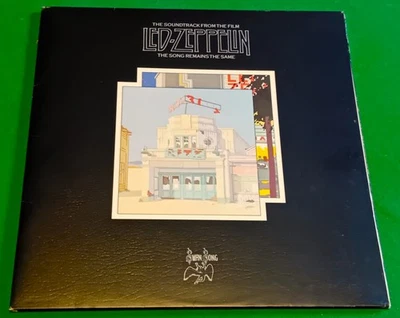 THE SOUNDTRACK FROM THE FILM
LED-ZEPPELIN
THE SONG REMAINS THE SAME
SWAN SONG